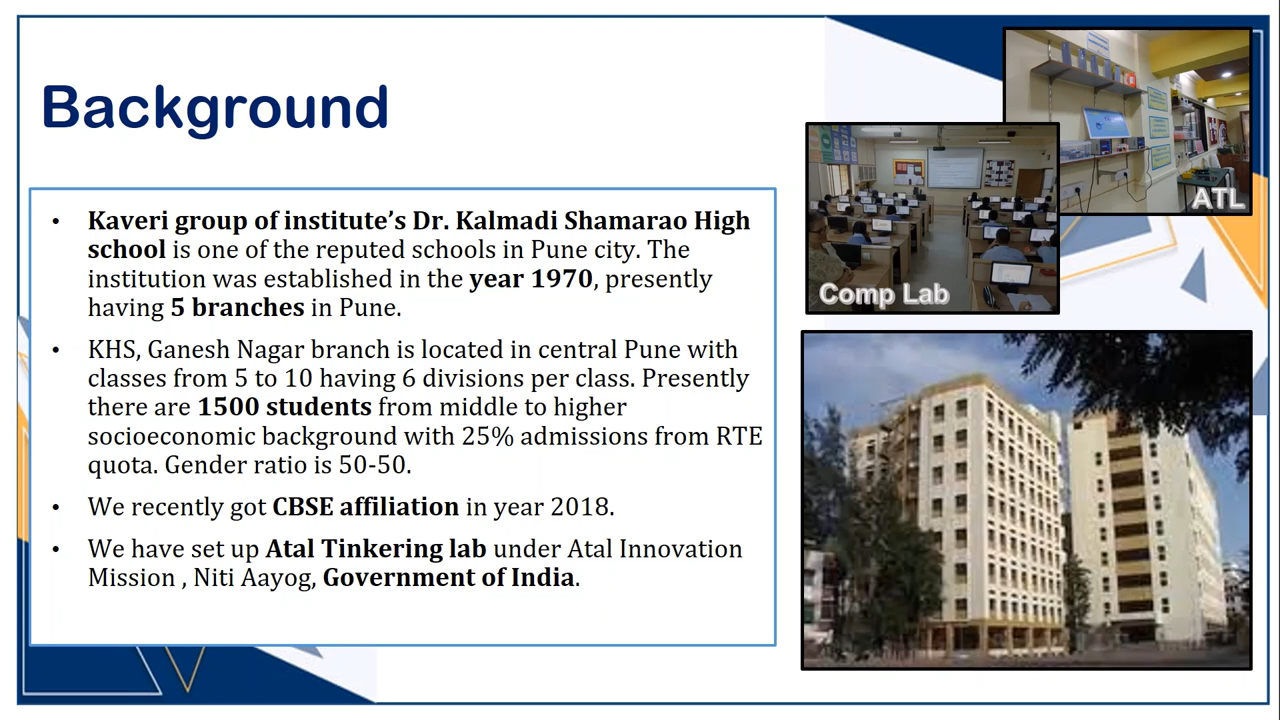 Background
• Kaveri group of institute’s Dr. Kalmadi Shamarao High
school is one of the reputed schools in Pune city. The
institution was established in the year 1970, presently
having 5 branches in Pune.
• KHS, Ganesh Nagar branch is located in central Pune with
classes from 5 to 10 having 6 divisions per class. Presently
there are 1500 students from middle to higher
socioeconomic background with 25% admissions from RTE
quota. Gender ratio is 50-50.
• We recently got CBSE affiliation in year 2018.
• We have set up Atal Tinkering lab under Atal Innovation
Mission , Niti Aayog, Government of India.
ATL
Comp Lab